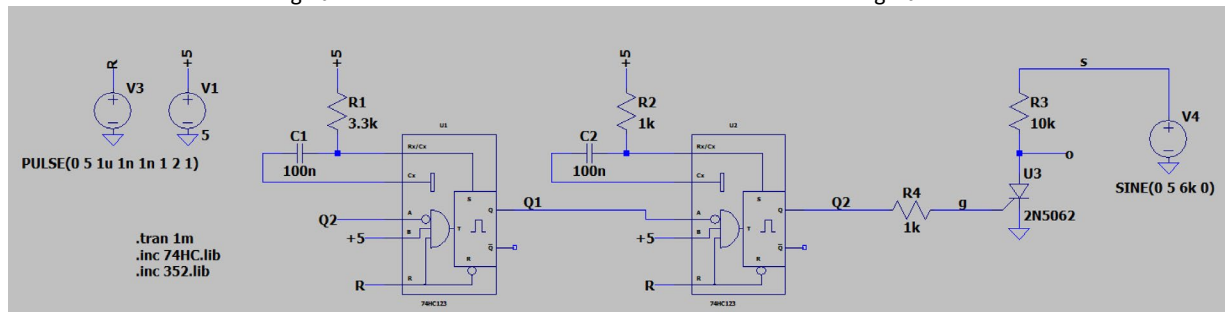 R
V3
PULSE(0 5 1u 1n 1n 1 2 1)
+5
V1
5
.tran 1m
.inc 74HC.lib
.inc 352.lib
+5
R1
3.3k
C1
100n
U1
Rx/Cx
Cx
S
Q2
A
+5
B
T
Q
Q
R
R
R
74HC123
Q1
+5
R2
1k
C2
100n
U2
Rx/Cx
Cx
S
A
+5
B
T
Q
Q
R
R
R
74HC123
Q2
R4
1k
g
s
R3
10k
o
U3
2N5062
V4
SINE(0 5 6k 0)